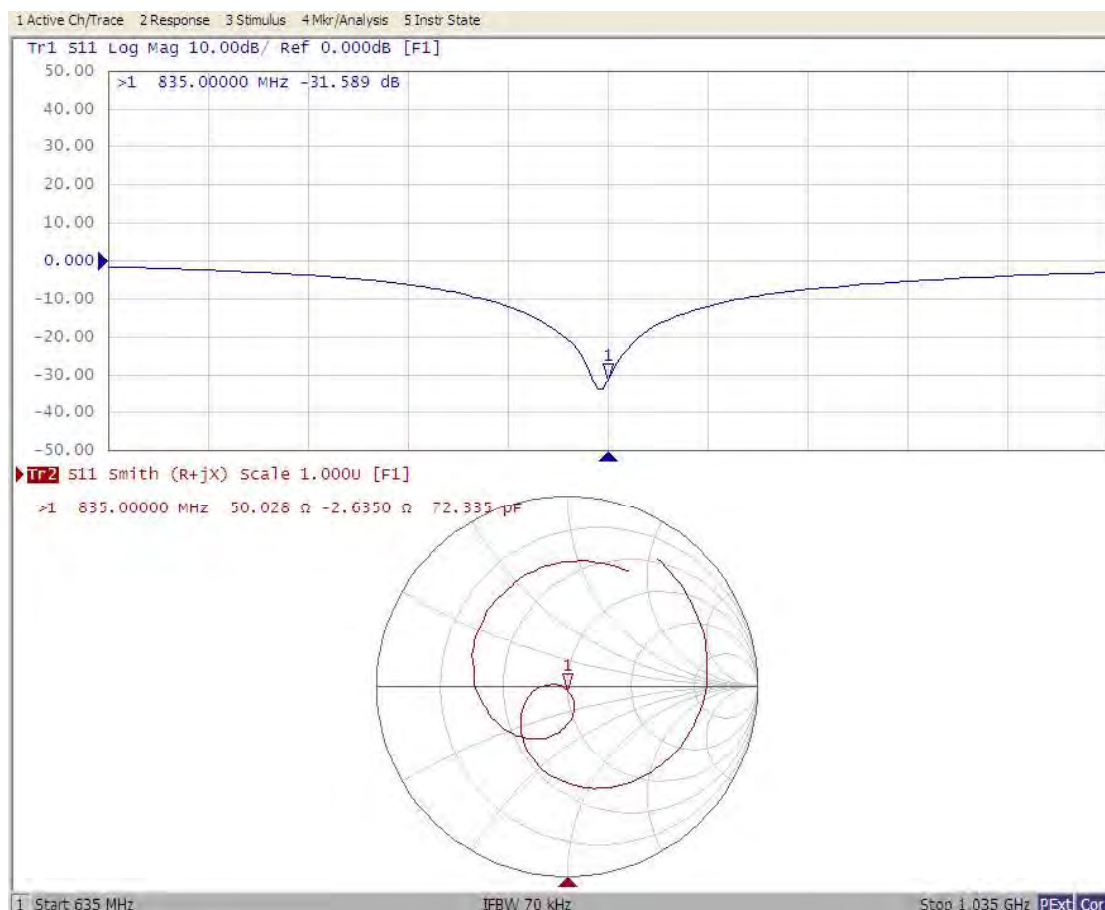 1 Active Ch/Trace 2 Response 3 Stimulus 4 Mkr/Analysis 5 Instr State
Tr1 S11 Log Mag 10.00dB/ Ref 0.000dB [F1]
50.00
>1 835.00000 MHz -31.589 dB
40.00
30.00
20.00
10.00
0.000
-10.00
-20.00
1
-30.00
-40.00
-50.00
Tr2 S11 Smith (R+jX) Scale 1.000U [F1]
>1 835.00000 MHz 50.028 Ω -2.6350 Ω 72.335 pF
1
1 Start 635 MHz IFBW 70 kHz Stop 1.035 GHz PExt Cor